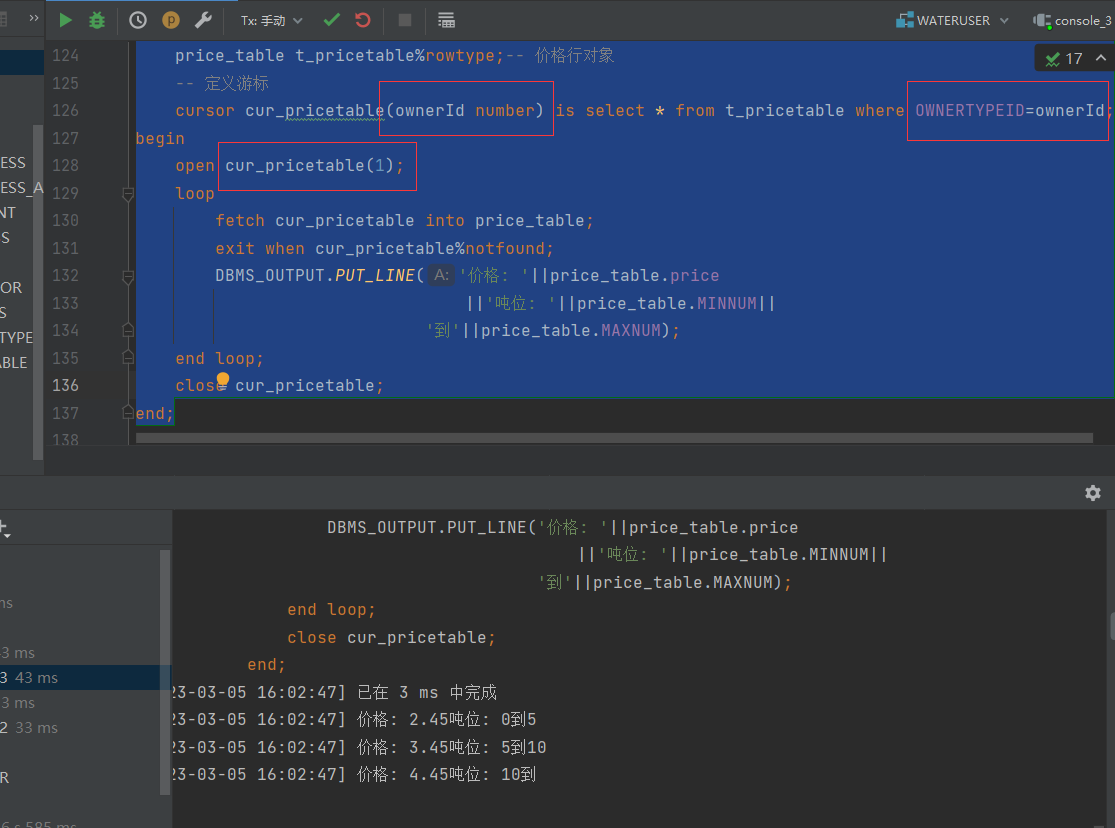 Tx: 手动
WATERUSER
console_3
17
124 price_table t_pricetable%rowtype;-- 价格行对象
125 -- 定义游标
126 cursor cur_pricetable(ownerId number) is select * from t_pricetable where OWNERTYPEID=ownerId;
127 begin
128 open cur_pricetable(1);
129 loop
130 fetch cur_pricetable into price_table;
131 exit when cur_pricetable%notfound;
132 DBMS_OUTPUT.PUT_LINE( A: '价格: '||price_table.price
133 ||'吨位: '||price_table.MINNUM||
134 '到'||price_table.MAXNUM);
135 end loop;
136 close cur_pricetable;
137 end;
138
ESS
ESS_A
NT
S
OR
S
TYPE
ABLE
DBMS_OUTPUT.PUT_LINE('价格: '||price_table.price
||'吨位: '||price_table.MINNUM||
'到'||price_table.MAXNUM);
end loop;
close cur_pricetable;
end;
23-03-05 16:02:47] 已在 3 ms 中完成
23-03-05 16:02:47] 价格: 2.45吨位: 0到5
23-03-05 16:02:47] 价格: 3.45吨位: 5到10
23-03-05 16:02:47] 价格: 4.45吨位: 10到
ms
3 ms
3 43 ms
3 ms
2 33 ms
R
6 s 585 ms